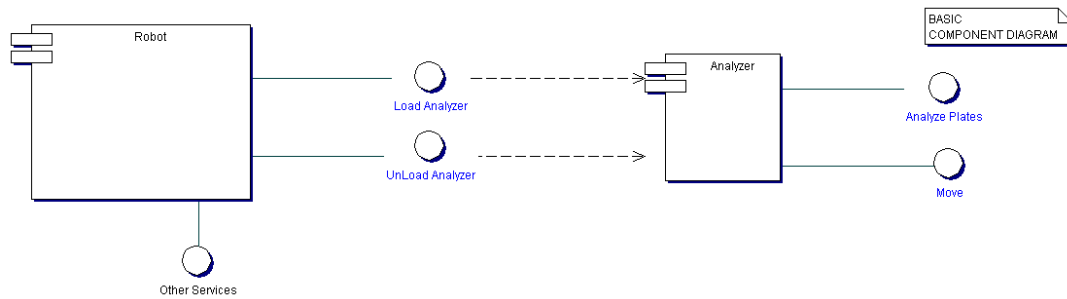 BASIC
COMPONENT DIAGRAM
Robot
Analyzer
Load Analyzer
Analyze Plates
UnLoad Analyzer
Move
Other Services